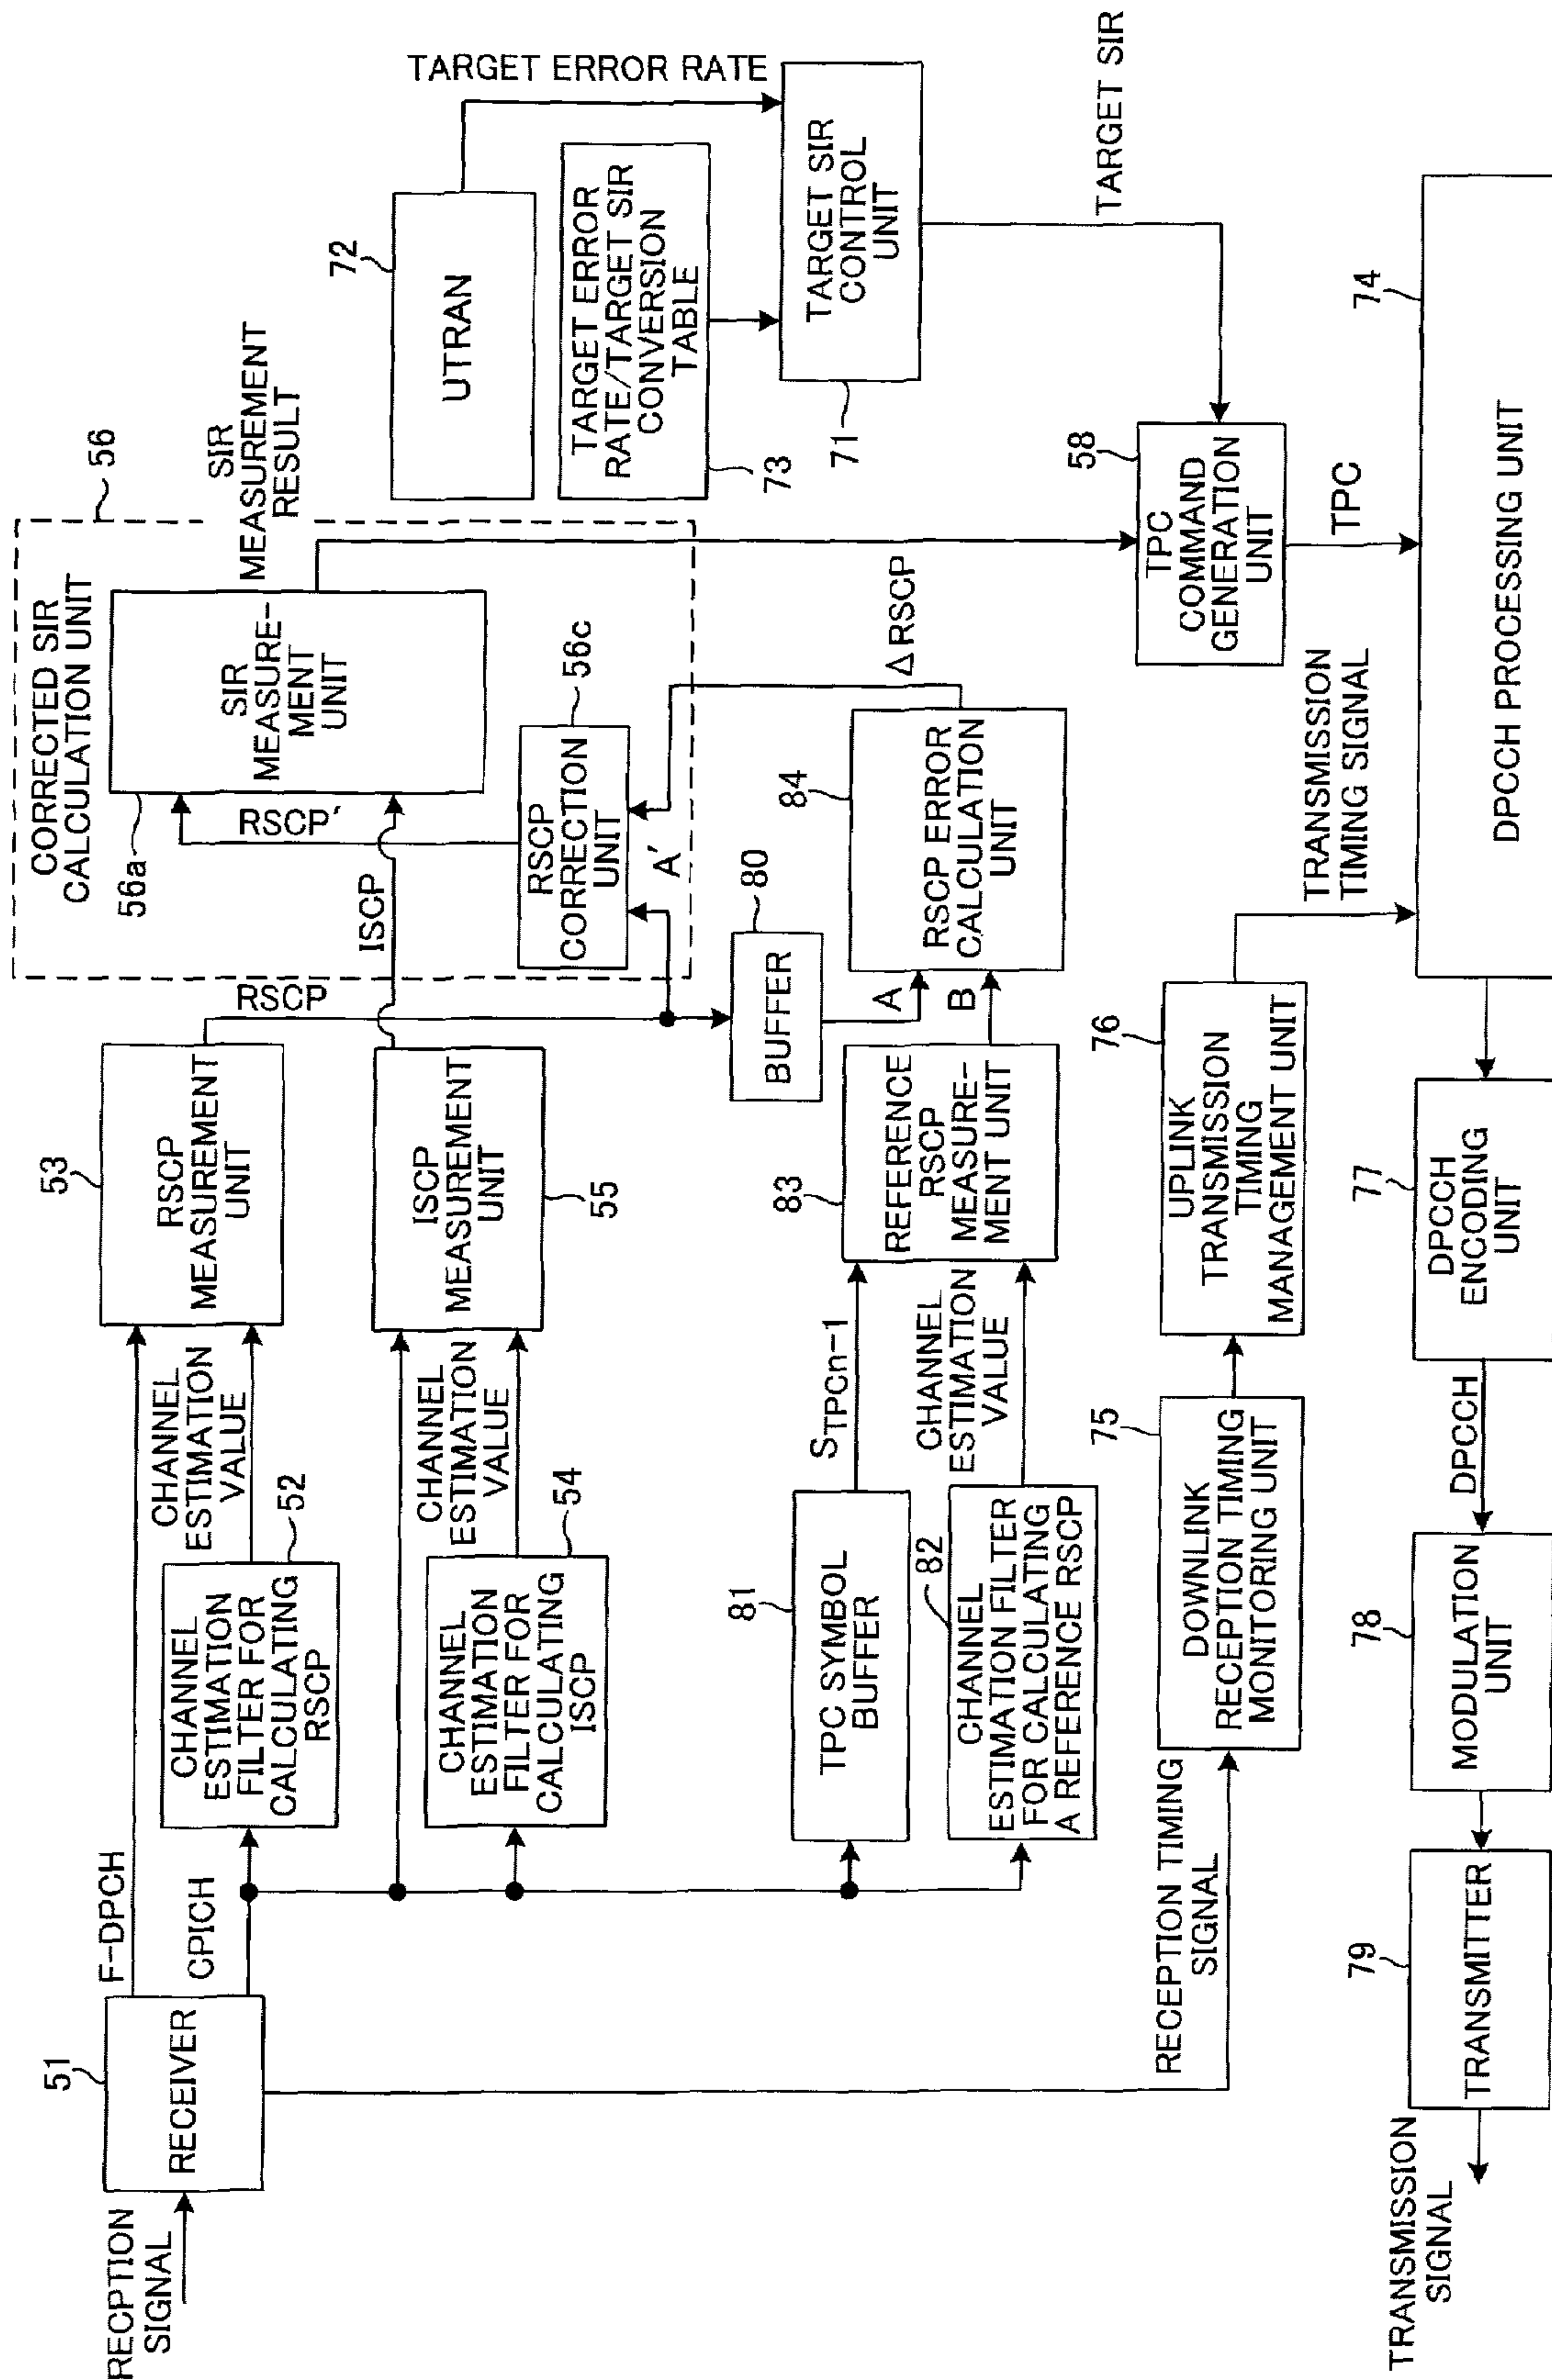 RECPTION
SIGNAL
51
RECEIVER
F-DPCH
CPICH
CHANNEL
ESTIMATION
FILTER FOR
CALCULATING
RSCP
52
CHANNEL
ESTIMATION
VALUE
53
RSCP
MEASUREMENT
UNIT
RSCP
CHANNEL
ESTIMATION
FILTER FOR
CALCULATING
ISCP
54
CHANNEL
ESTIMATION
VALUE
ISCP
MEASUREMENT
UNIT
55
ISCP
CORRECTED SIR
CALCULATION UNIT
56
56a
SIR
MEASURE-
MENT
UNIT
RSCP'
RSCP
CORRECTION
UNIT
56c
A'
SIR
MEASUREMENT
RESULT
72
UTRAN
TARGET ERROR RATE
TARGET ERROR
RATE/TARGET SIR
CONVERSION
TABLE
73
TARGET SIR
CONTROL
UNIT
71
TARGET SIR
BUFFER
80
81
TPC SYMBOL
BUFFER
STPCn-1
82
CHANNEL
ESTIMATION FILTER
FOR CALCULATING
A REFERENCE RSCP
CHANNEL
ESTIMATION
VALUE
83
REFERENCE
RSCP
MEASURE-
MENT UNIT
A
B
84
RSCP ERROR
CALCULATION
UNIT
ΔRSCP
58
TPC
COMMAND
GENERATION
UNIT
TPC
RECEPTION TIMING
SIGNAL
75
DOWNLINK
RECEPTION TIMING
MONITORING UNIT
76
UPLINK
TRANSMISSION
TIMING
MANAGEMENT UNIT
TRANSMISSION
TIMING SIGNAL
74
DPCCH PROCESSING UNIT
77
DPCCH
ENCODING
UNIT
DPCCH
78
MODULATION
UNIT
79
TRANSMITTER
TRANSMISSION
SIGNAL